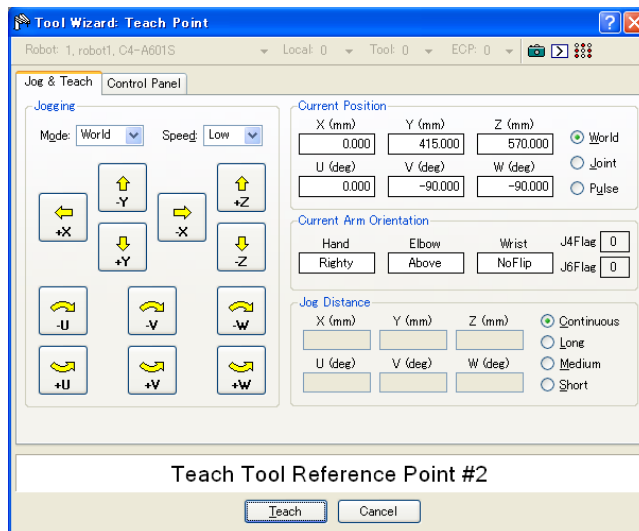 Tool Wizard: Teach Point
Robot: 1, robot1, C4-A601S Local: 0 Tool: 0 ECP: 0
Jog & Teach Control Panel
Jogging
Mode: World Speed: Low
-Y +Z
+X -X
+Y -Z
-U -V -W
+U +V +W
Current Position
X (mm) Y (mm) Z (mm)
0.000 415.000 570.000 World
U (deg) V (deg) W (deg) Joint
0.000 -90.000 -90.000 Pulse
Current Arm Orientation
Hand Elbow Wrist J4Flag 0
Righty Above NoFlip J6Flag 0
Jog Distance
X (mm) Y (mm) Z (mm) Continuous
Long
U (deg) V (deg) W (deg) Medium
Short
Teach Tool Reference Point #2
Teach Cancel